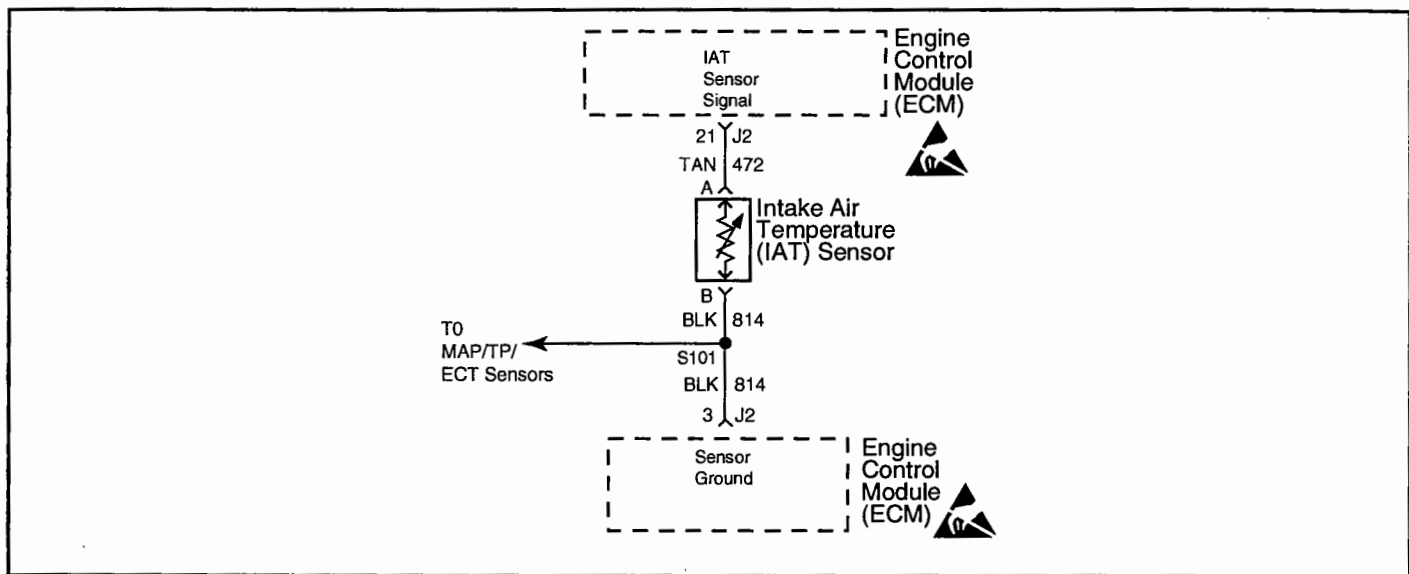 IAT
Sensor
Signal
Engine
Control
Module
(ECM)
21 J2
TAN 472
A
Intake Air
Temperature
(IAT) Sensor
B
BLK 814
T0
MAP/TP/
ECT Sensors
S101
BLK 814
3 J2
Sensor
Ground
Engine
Control
Module
(ECM)